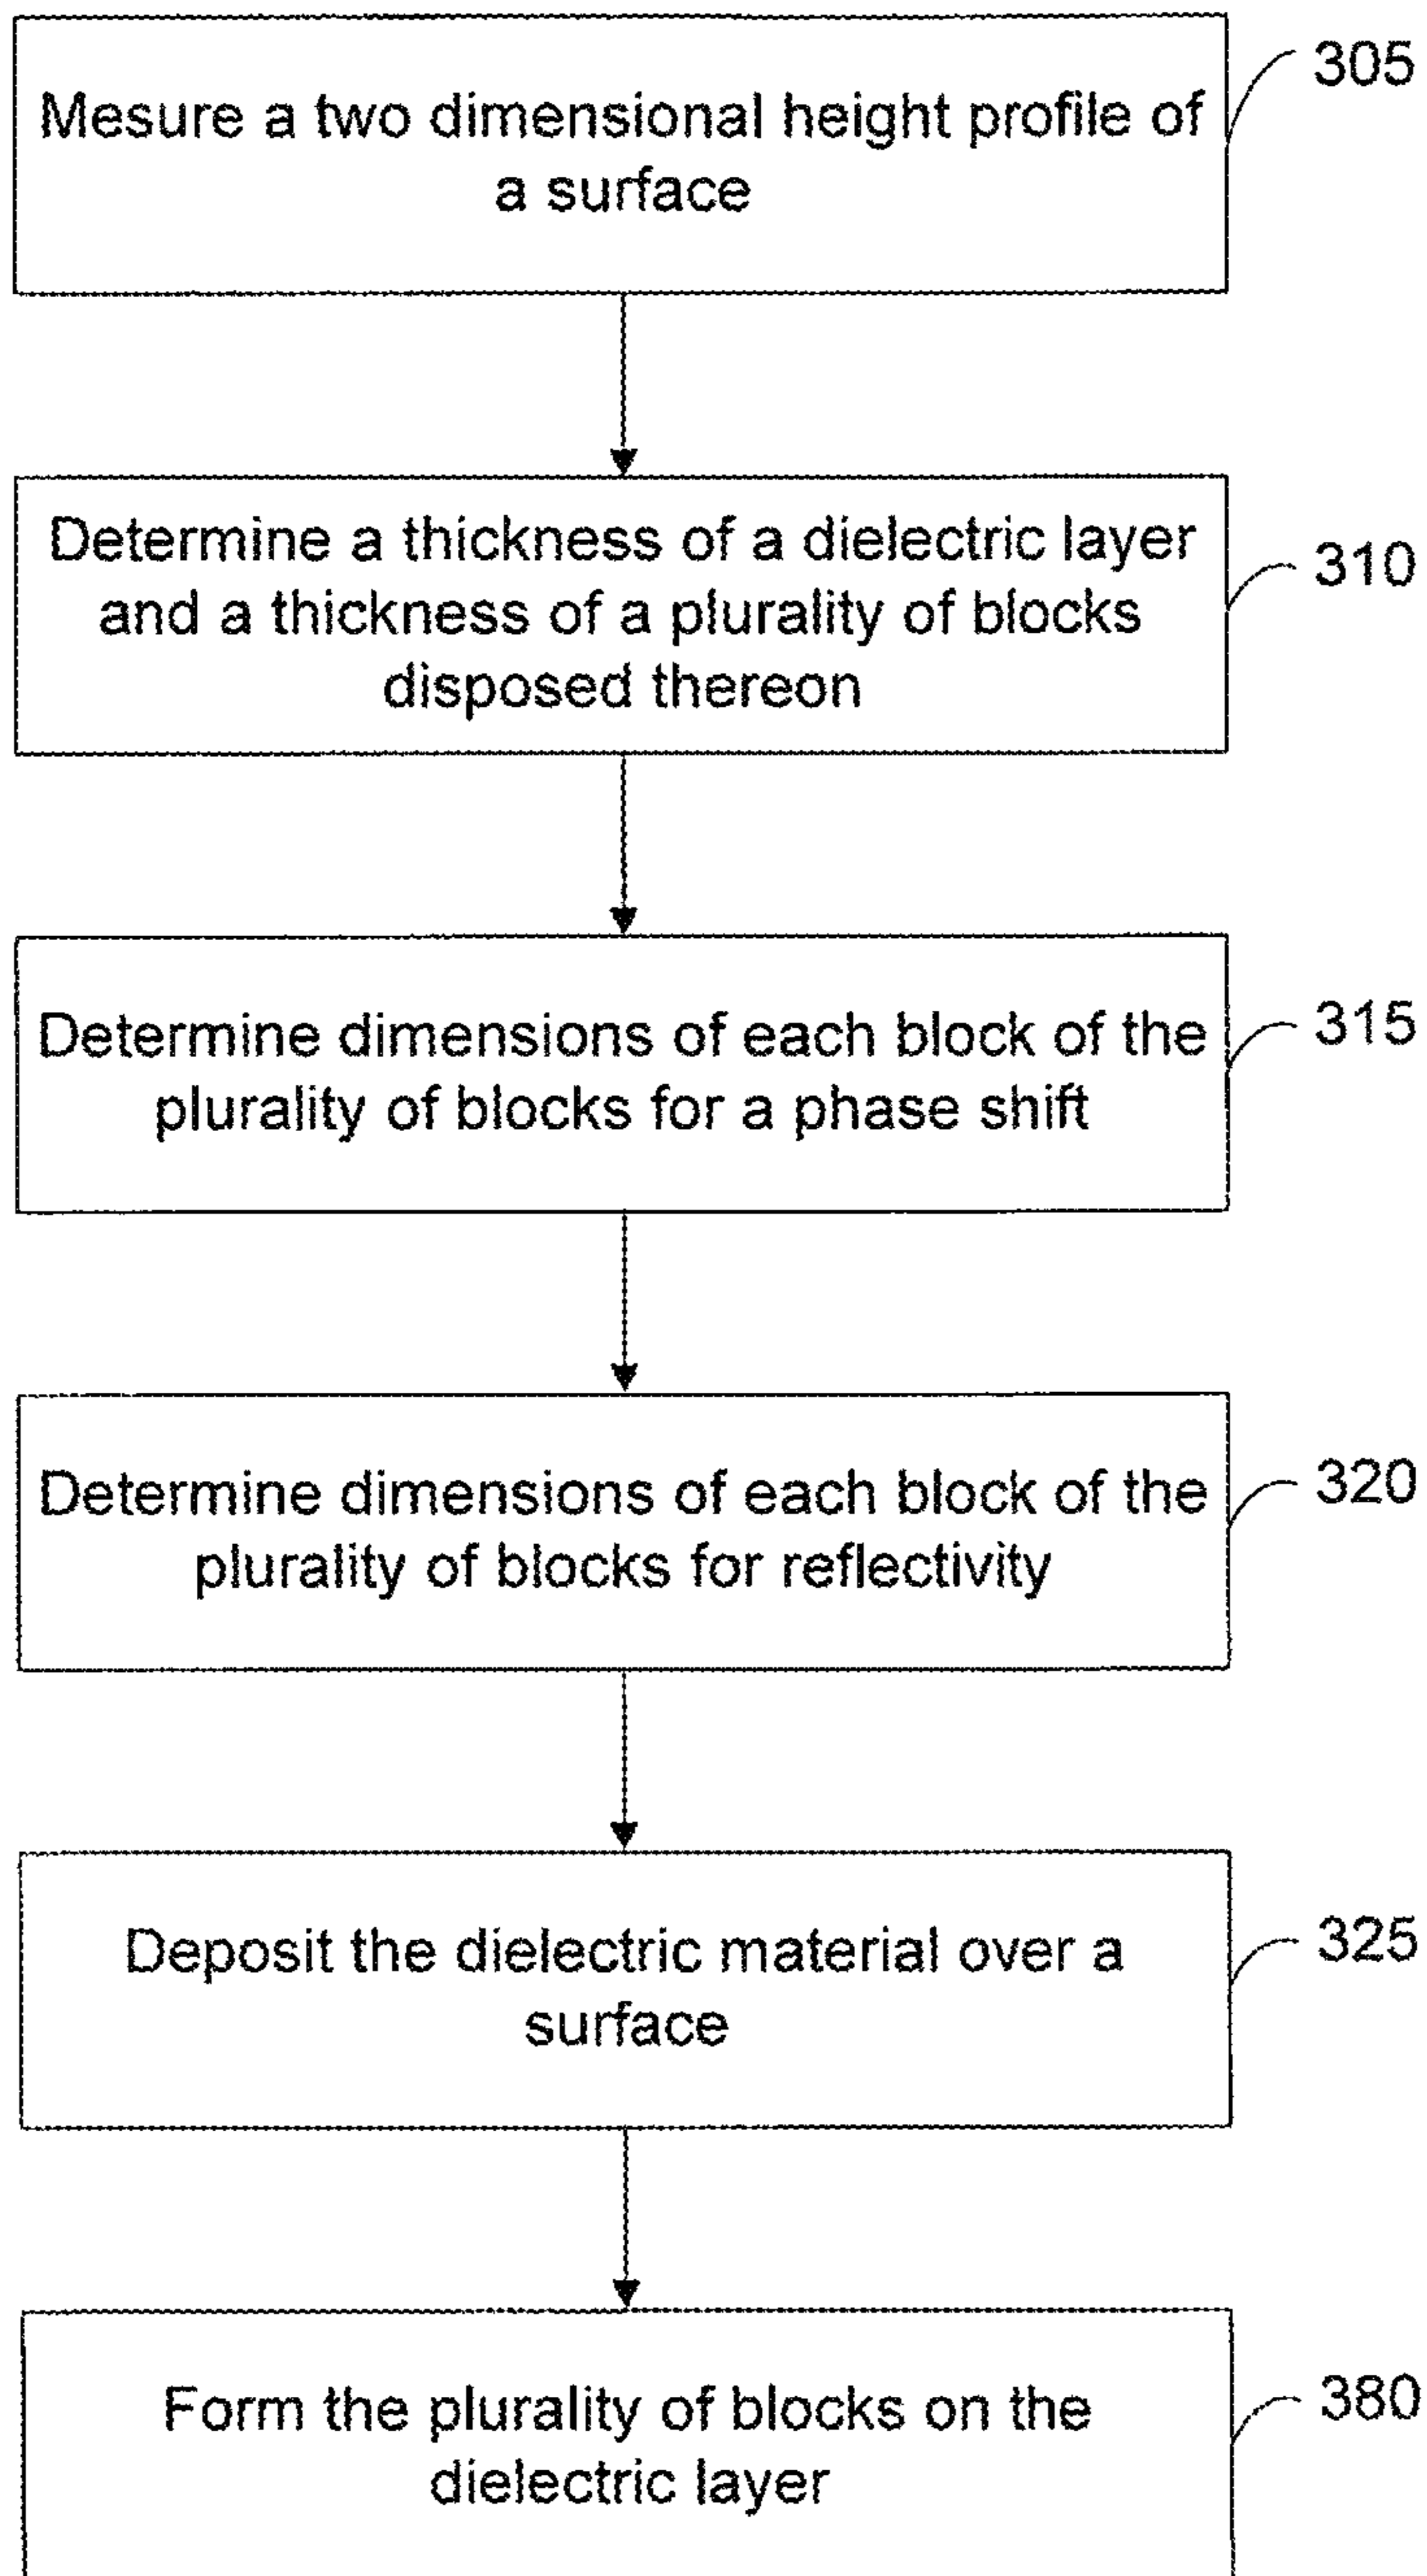 Mesure a two dimensional height profile of
a surface
305
Determine a thickness of a dielectric layer
and a thickness of a plurality of blocks
disposed thereon
310
Determine dimensions of each block of the
plurality of blocks for a phase shift
315
Determine dimensions of each block of the
plurality of blocks for reflectivity
320
Deposit the dielectric material over a
surface
325
Form the plurality of blocks on the
dielectric layer
380